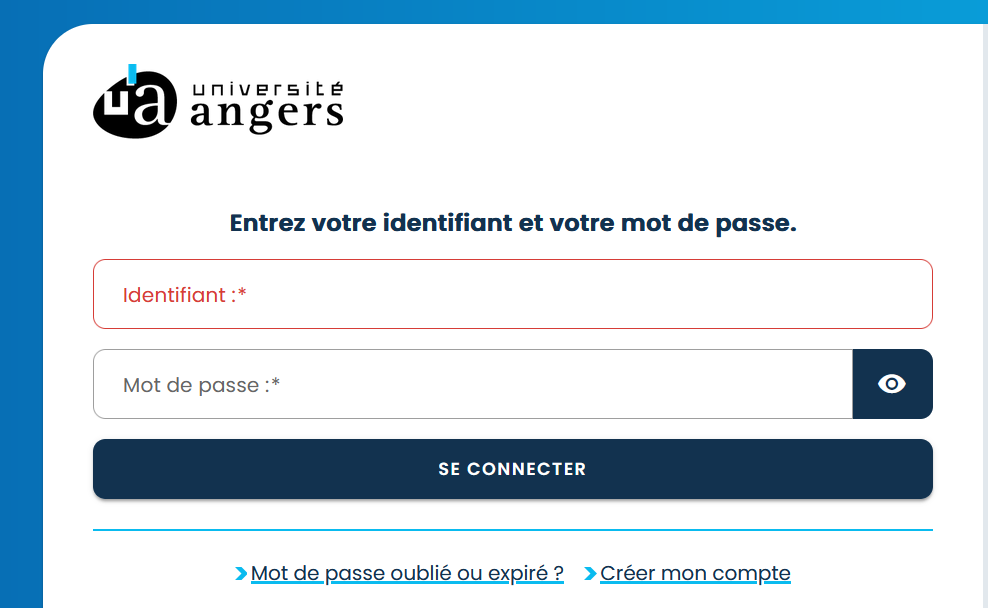 ua
université
angers
Entrez votre identifiant et votre mot de passe.
Identifiant :*
Mot de passe :*
SE CONNECTER
Mot de passe oublié ou expiré ? Créer mon compte